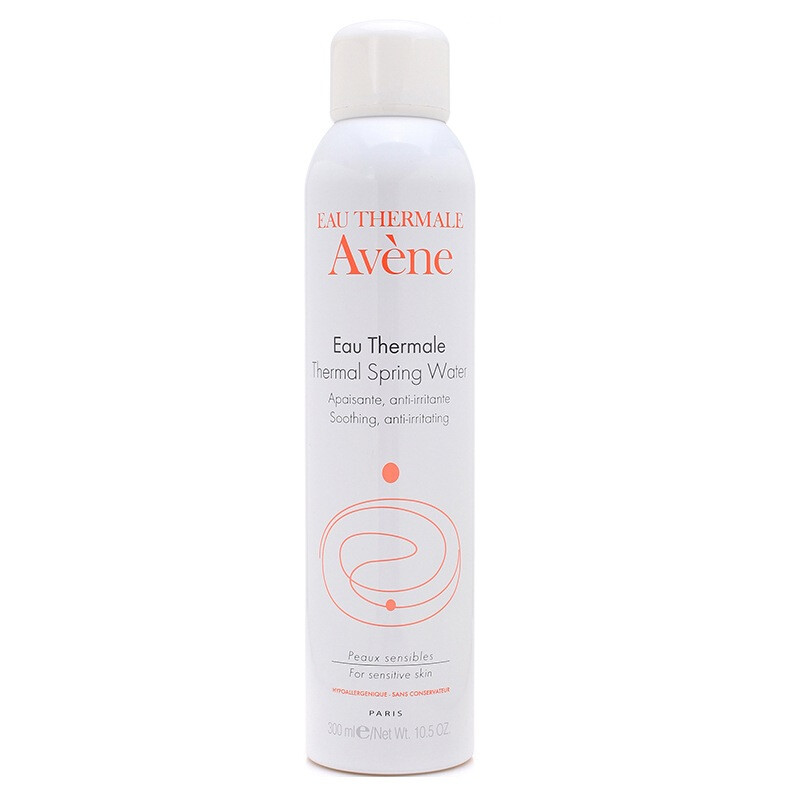 EAU THERMALE
Avène
Eau Thermale
Thermal Spring Water
Apaisante, anti-irritante
Soothing, anti-irritating
Peaux sensibles
For sensitive skin
HYPOALLERGENIQUE - SANS CONSERVATEUR
PARIS
300 ml℮/Net Wt. 10.5 OZ.